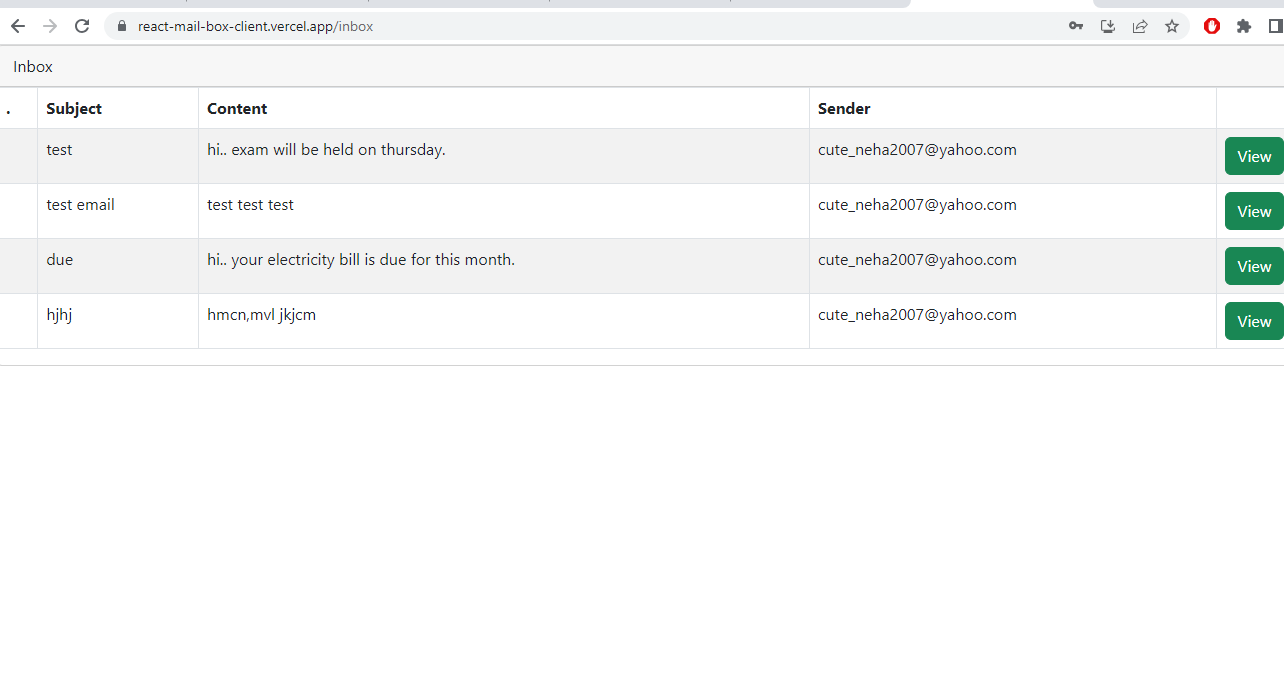 react-mail-box-client.vercel.app/inbox
Inbox
. Subject Content Sender
test hi.. exam will be held on thursday. cute_neha2007@yahoo.com View
test email test test test cute_neha2007@yahoo.com View
due hi.. your electricity bill is due for this month. cute_neha2007@yahoo.com View
hjhj hmcn,mvl jkjcm cute_neha2007@yahoo.com View